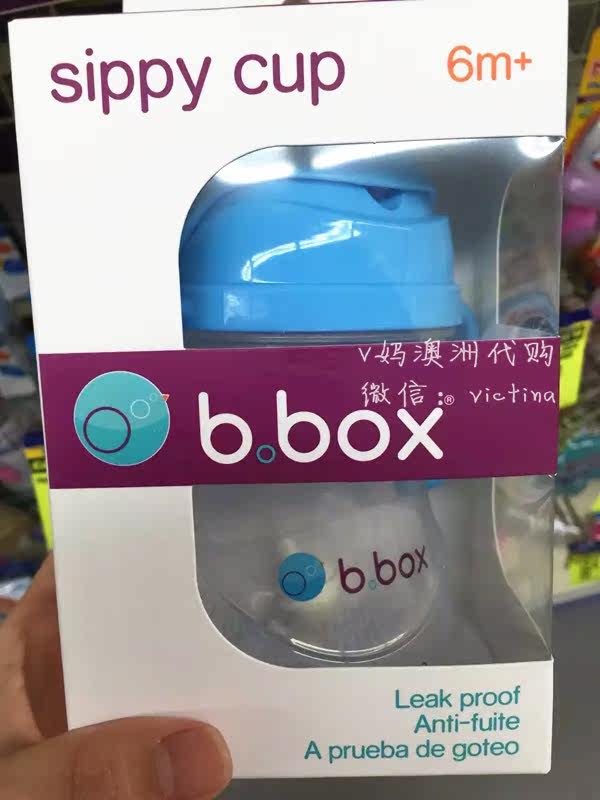 sippy cup
6m+
V妈澳洲代购
微信: victina
b.box®
b.box
Leak proof
Anti-fuite
A prueba de goteo